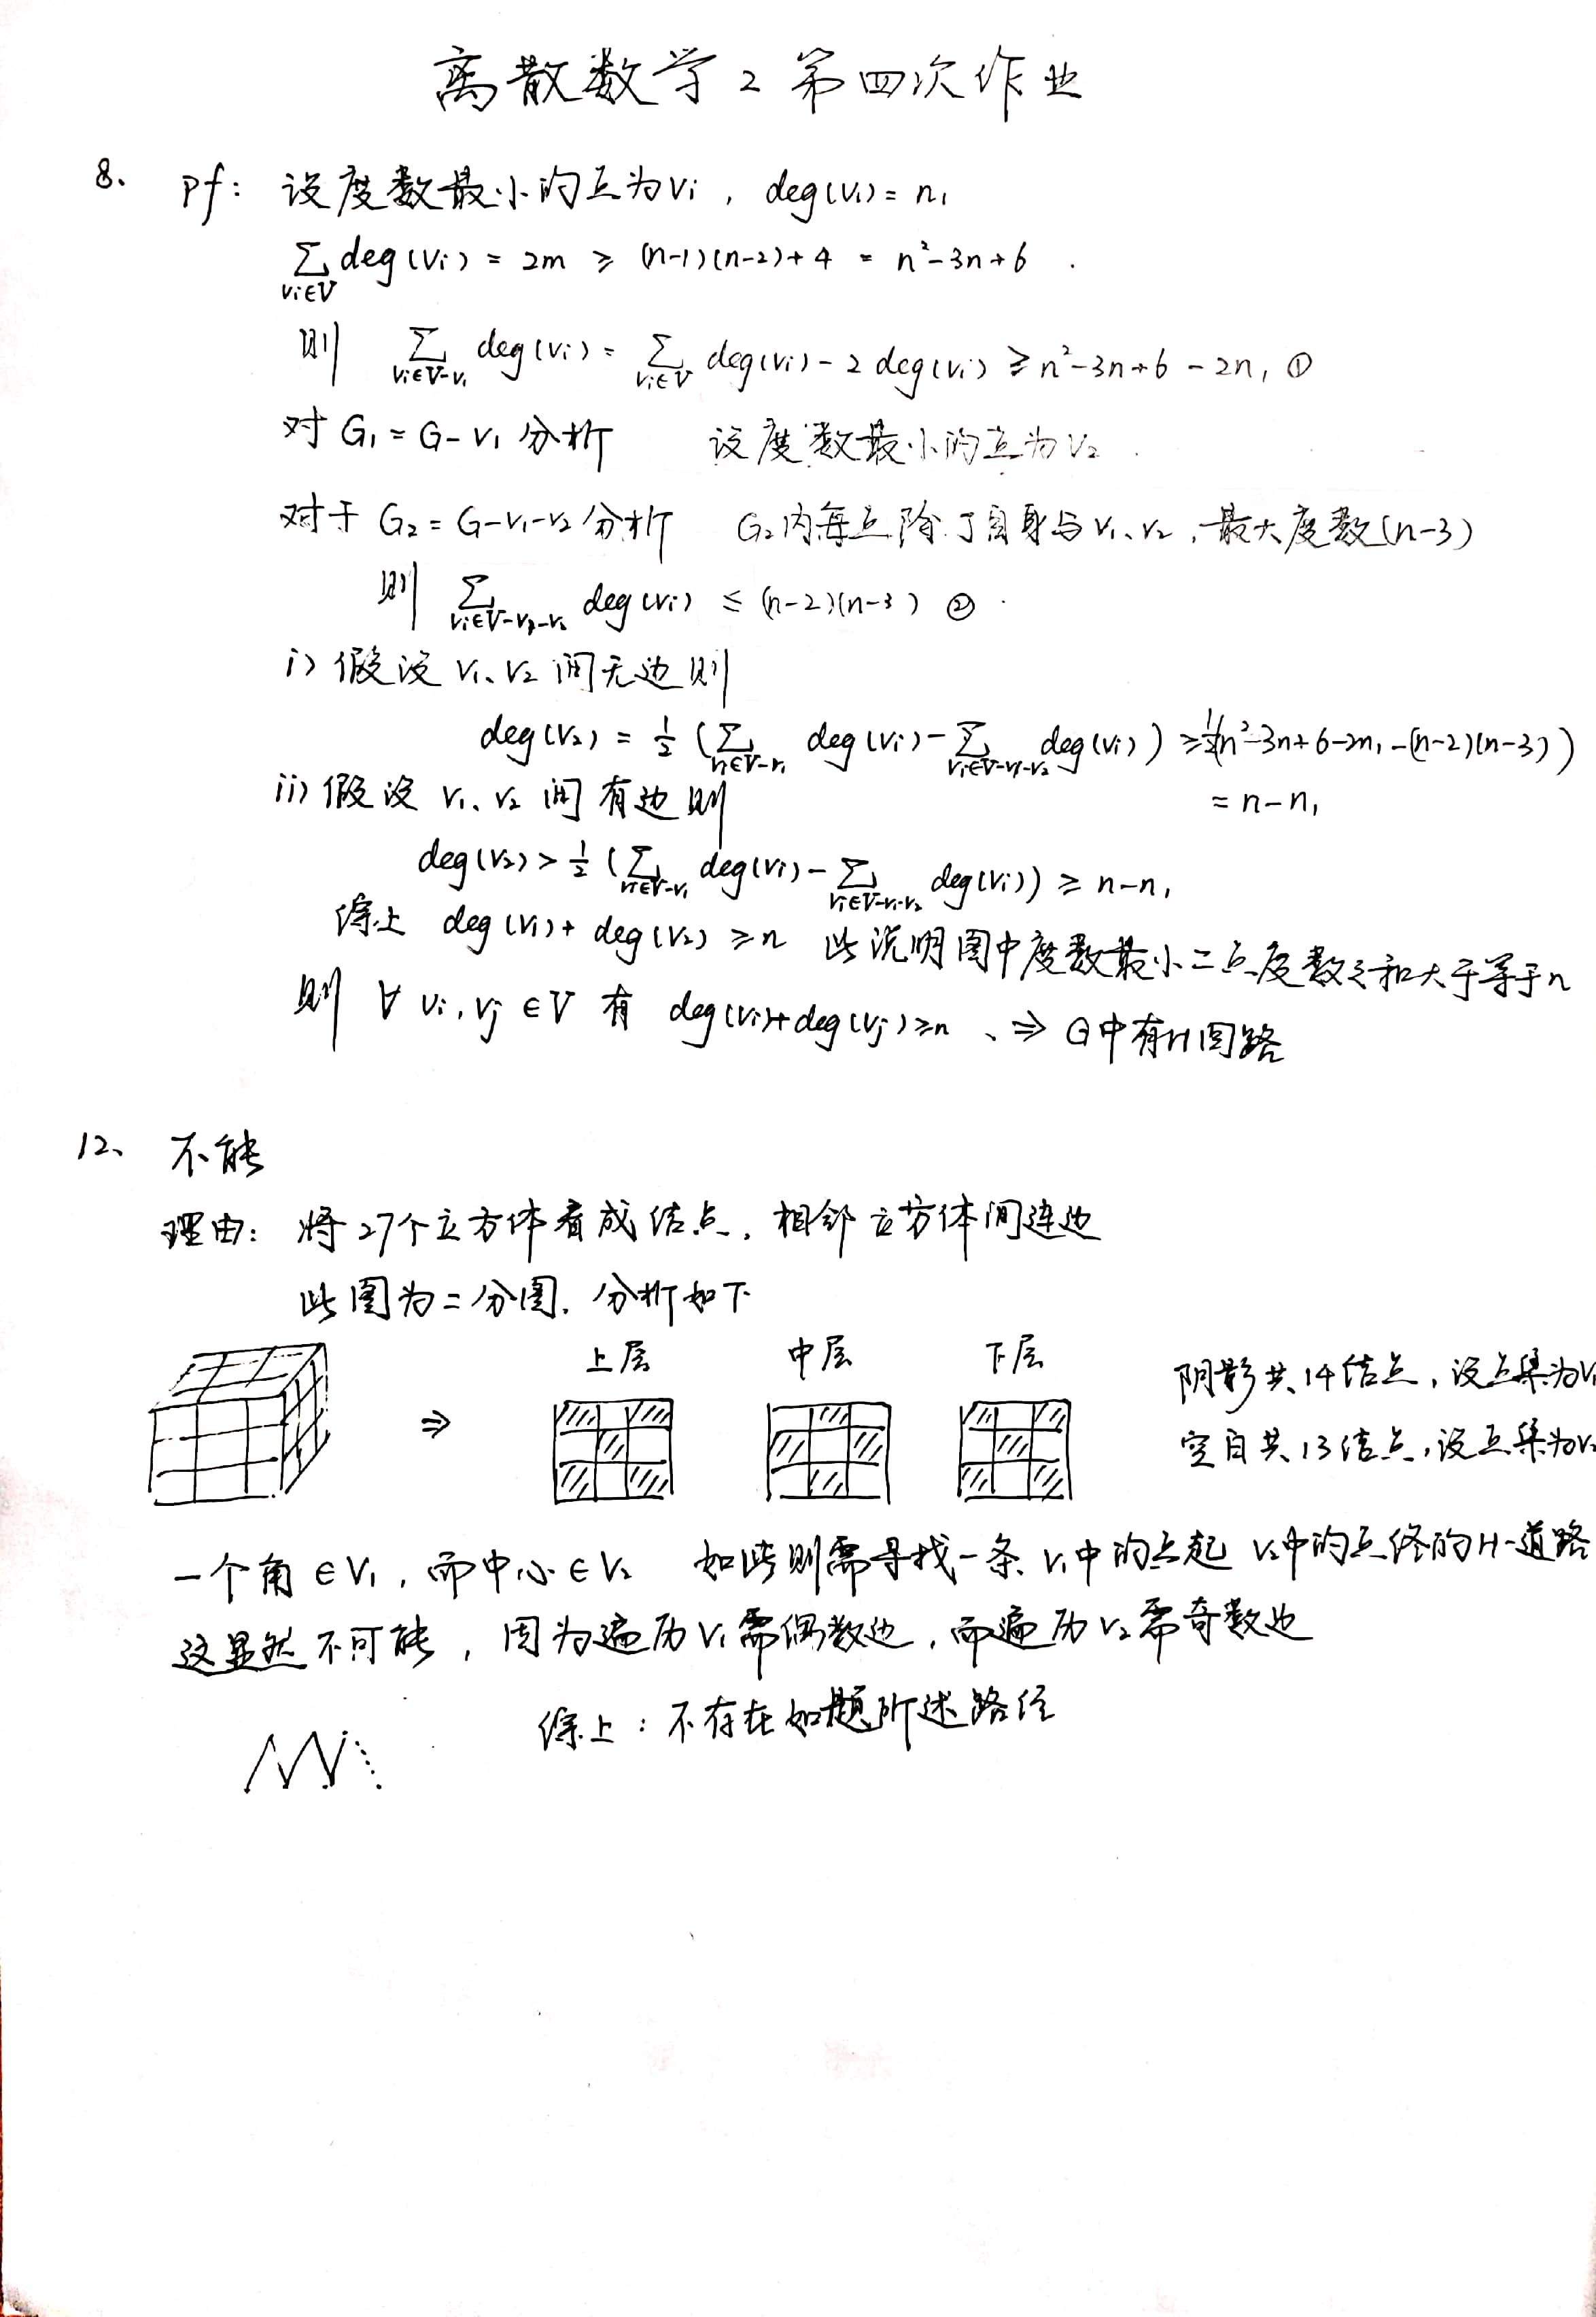 离散数学2第四次作业
8、 pf: 设度数最小的点为vi, deg(v1)=n1
∑vi∈V deg(vi) = 2m ≥ (n-1)(n-2)+4 = n²-3n+6
则 ∑vi∈V-v1 deg(vi) = ∑vi∈V deg(vi) - 2 deg(v1) ≥ n²-3n+6-2n1 ①
对 G1=G-v1 分析 设度数最小的点为v2
对于 G2=G-v1-v2 分析 G2内每点除了自身与v1、v2, 最大度数(n-3)
则 ∑vi∈V-v1-v2 deg(vi) ≤ (n-2)(n-3) ②
i) 假设 v1、v2 间无边 则
deg(v2) = 1/2 (∑vi∈V-v1 deg(vi) - ∑vi∈V-v1-v2 deg(vi)) ≥ 1/2(n²-3n+6-2n1-(n-2)(n-3))
= n-n1
ii) 假设 v1、v2 间有边 则
deg(v2) > 1/2 (∑vi∈V-v1 deg(vi) - ∑vi∈V-v1-v2 deg(vi)) ≥ n-n1
综上 deg(v1)+deg(v2) ≥ n 此说明图中度数最小二点度数之和大于等于n
则 ∀ vi, vj ∈ V 有 deg(vi)+deg(vj) ≥ n 、⇒ G中有H回路
12、 不能
理由: 将27个立方体看成结点, 相邻立方体间连边
此图为二分图. 分析如下
上层 中层 下层
⇒
阴影共14结点, 设点集为V1
空白共13结点, 设点集为V2
一个角∈V1, 而中心∈V2 如此则需寻找一条V1中的点起 V2中的点终的H-道路
这显然不可能, 因为遍历V1需偶数边, 而遍历V2需奇数边
综上: 不存在如题所述路径